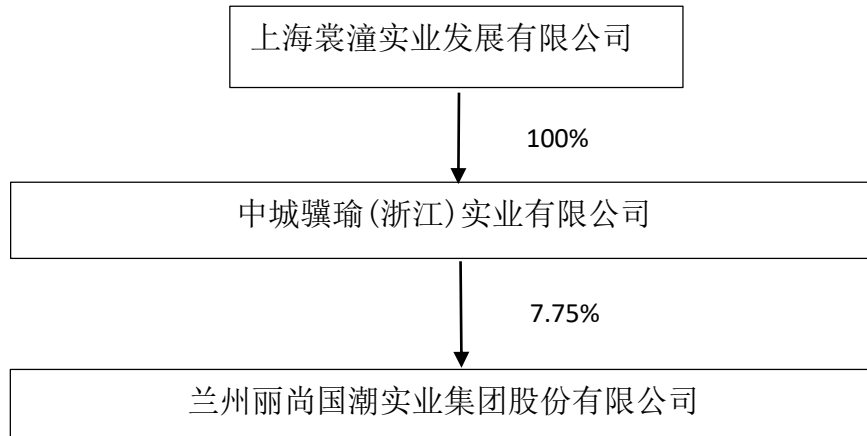 上海裳潼实业发展有限公司
100%
中城骥瑜(浙江)实业有限公司
7.75%
兰州丽尚国潮实业集团股份有限公司